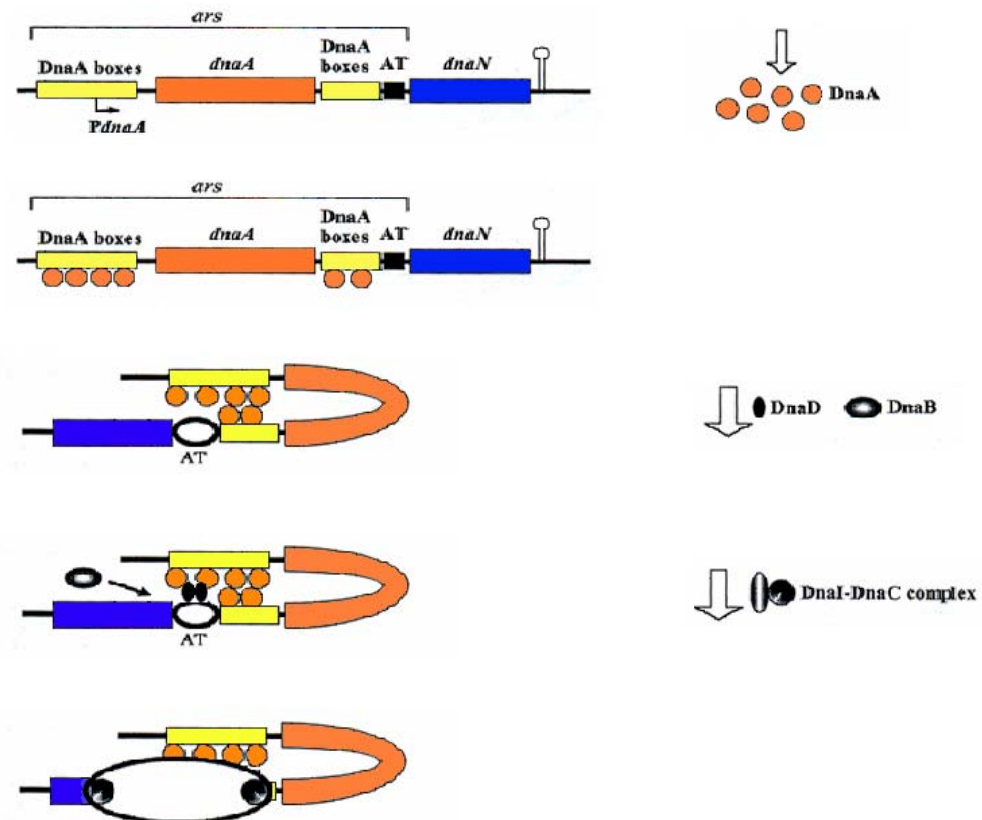 ars
DnaA boxes
dnaA
DnaA
boxes
AT
dnaN
PdnaA
DnaA
ars
DnaA boxes
dnaA
DnaA
boxes
AT
dnaN
AT
DnaD
DnaB
AT
DnaI-DnaC complex